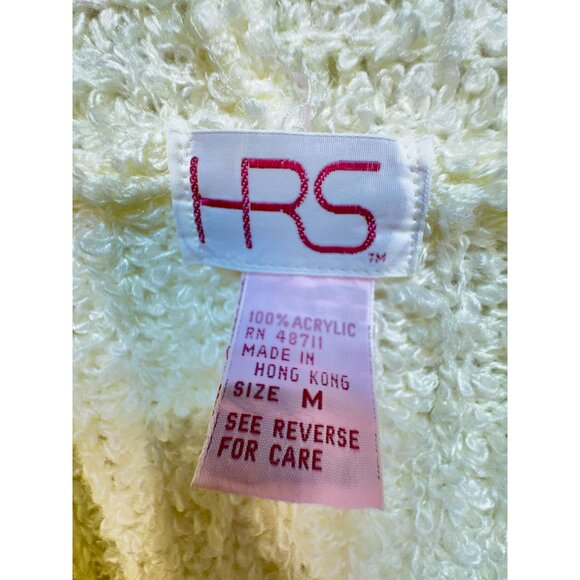 HRS
TM
100% ACRYLIC
RN 48711
MADE IN
HONG KONG
SIZE M
SEE REVERSE
FOR CARE